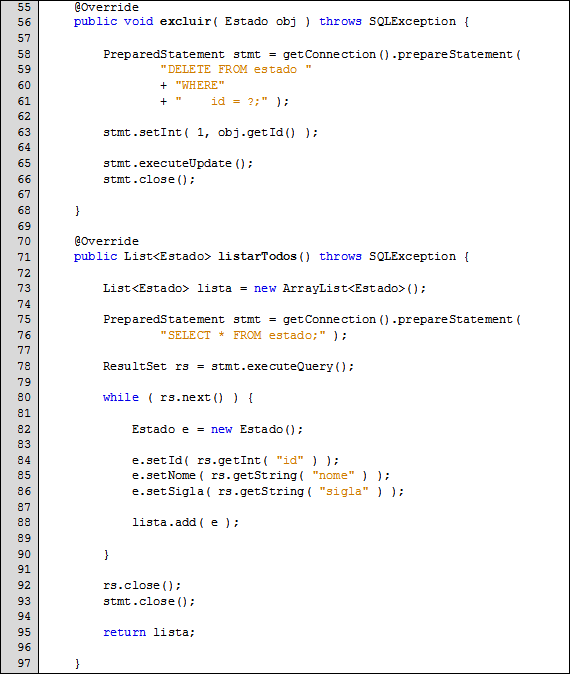 55 @Override
56 public void excluir( Estado obj ) throws SQLException {
57
58 PreparedStatement stmt = getConnection().prepareStatement(
59 "DELETE FROM estado "
60 + "WHERE"
61 + "    id = ?;" );
62
63 stmt.setInt( 1, obj.getId() );
64
65 stmt.executeUpdate();
66 stmt.close();
67
68 }
69
70 @Override
71 public List<Estado> listarTodos() throws SQLException {
72
73 List<Estado> lista = new ArrayList<Estado>();
74
75 PreparedStatement stmt = getConnection().prepareStatement(
76 "SELECT * FROM estado;" );
77
78 ResultSet rs = stmt.executeQuery();
79
80 while ( rs.next() ) {
81
82 Estado e = new Estado();
83
84 e.setId( rs.getInt( "id" ) );
85 e.setNome( rs.getString( "nome" ) );
86 e.setSigla( rs.getString( "sigla" ) );
87
88 lista.add( e );
89
90 }
91
92 rs.close();
93 stmt.close();
94
95 return lista;
96
97 }